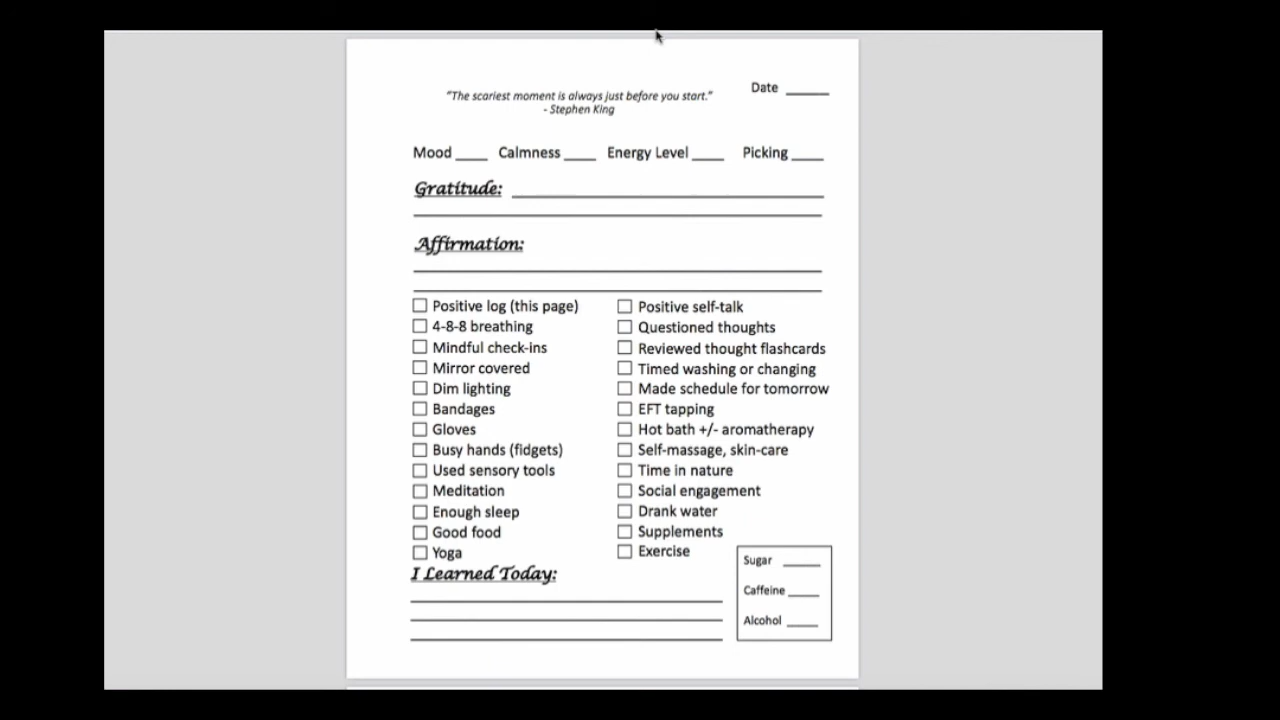 Date ____
“The scariest moment is always just before you start.”
- Stephen King
Mood ____ Calmness ____ Energy Level ____ Picking ____
Gratitude:
Affirmation:
Positive log (this page)
4-8-8 breathing
Mindful check-ins
Mirror covered
Dim lighting
Bandages
Gloves
Busy hands (fidgets)
Used sensory tools
Meditation
Enough sleep
Good food
Yoga
Positive self-talk
Questioned thoughts
Reviewed thought flashcards
Timed washing or changing
Made schedule for tomorrow
EFT tapping
Hot bath +/- aromatherapy
Self-massage, skin-care
Time in nature
Social engagement
Drank water
Supplements
Exercise
I Learned Today:
Sugar ____
Caffeine ____
Alcohol ____